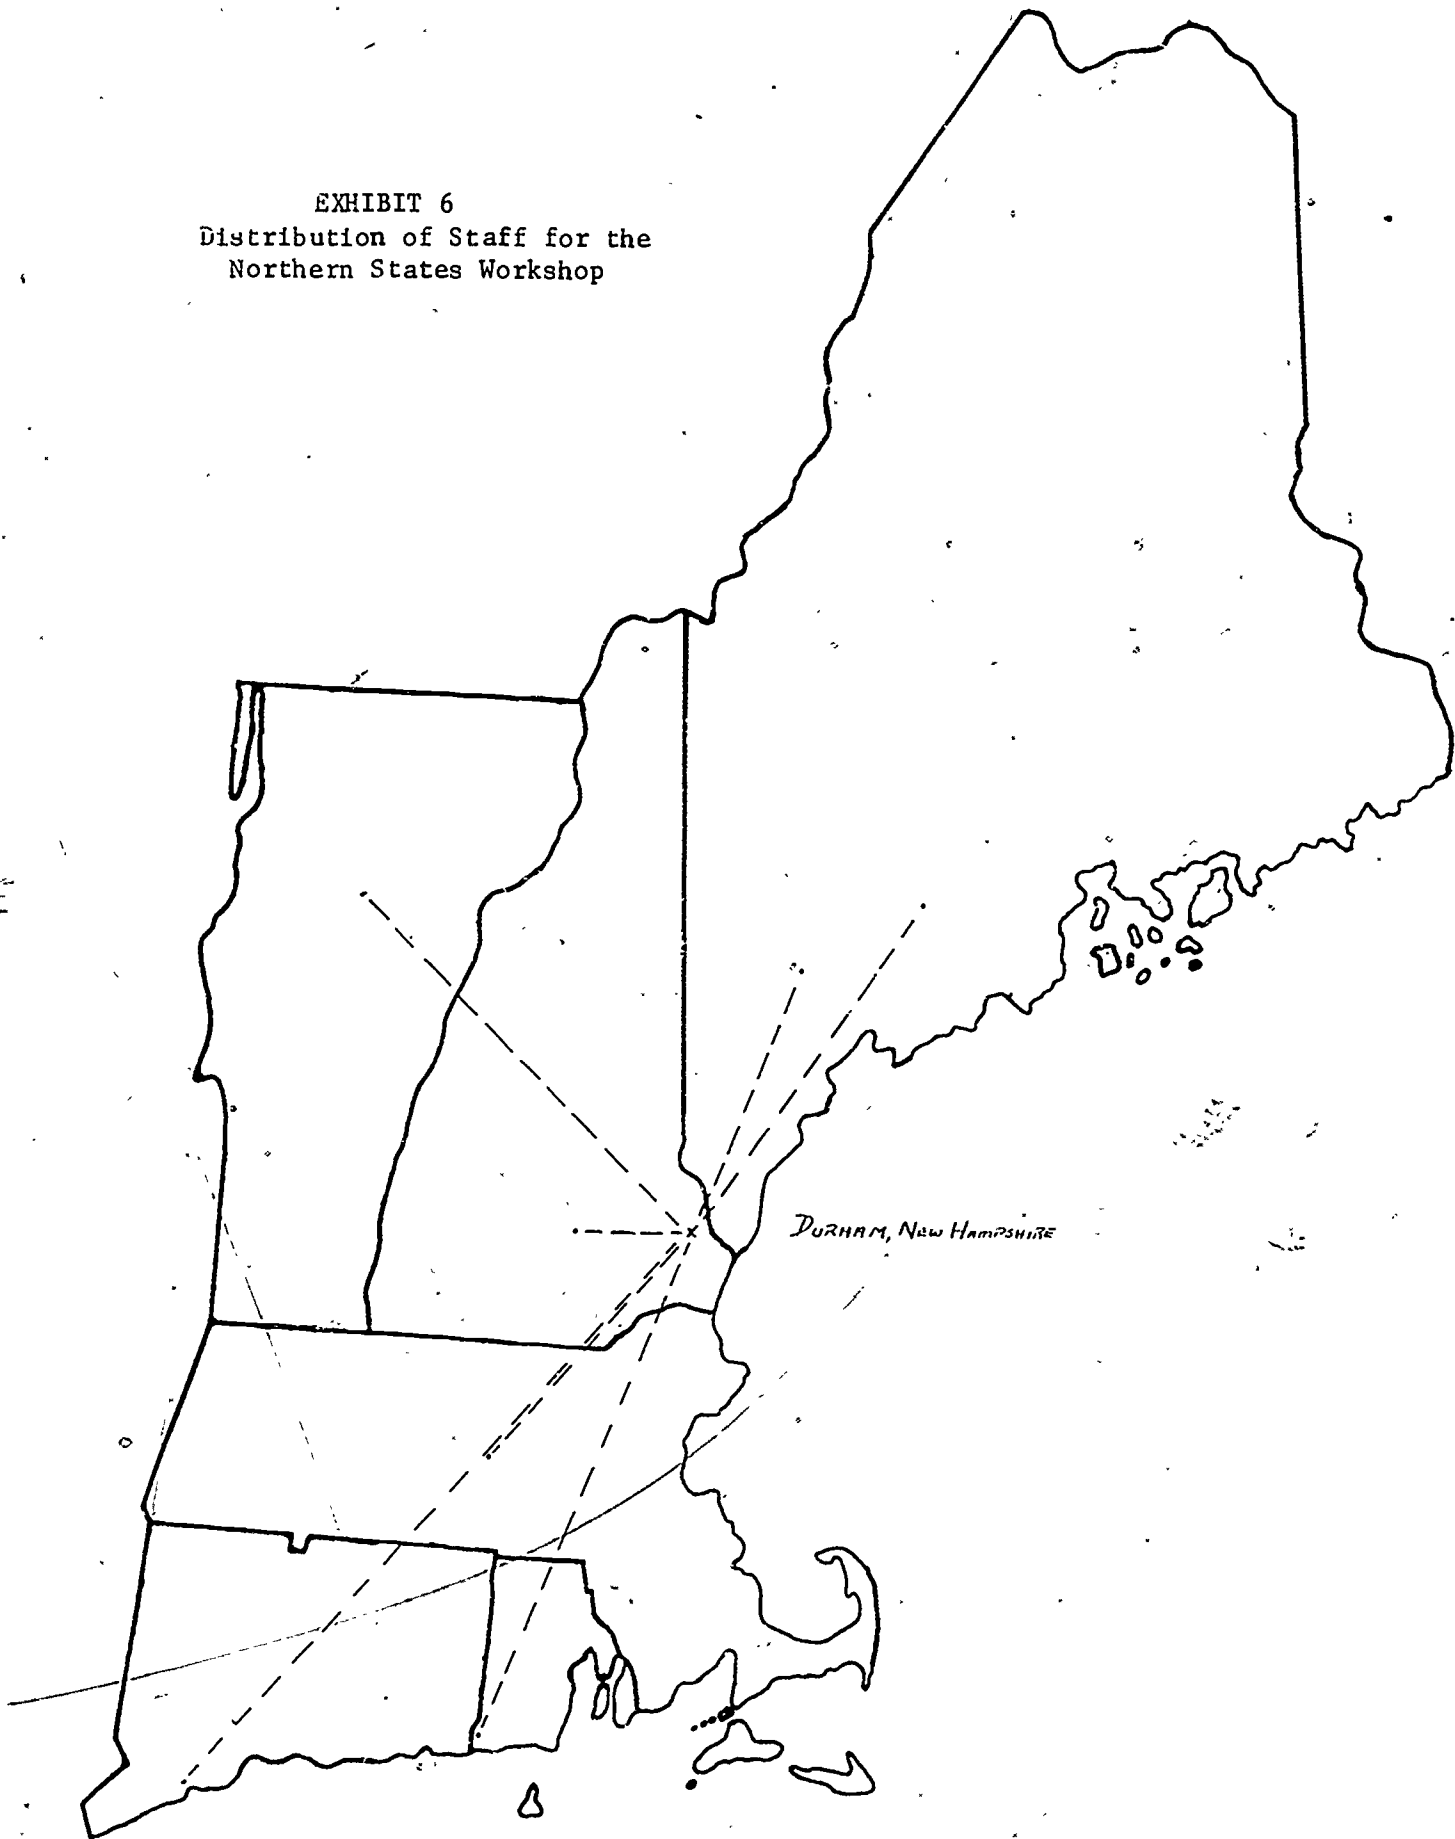 EXHIBIT 6
Distribution of Staff for the
Northern States Workshop
DURHAM, NEW HAMPSHIRE